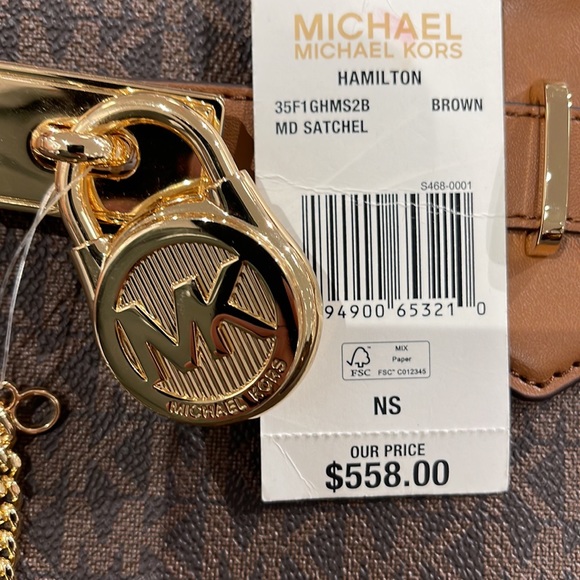 MICHAEL
MICHAEL KORS
HAMILTON
35F1GHMS2B BROWN
MD SATCHEL
S468-0001
94900 65321 0
MIX
Paper
FSC™ C012345
FSC
NS
OUR PRICE
$558.00
MK
MICHAEL KORS